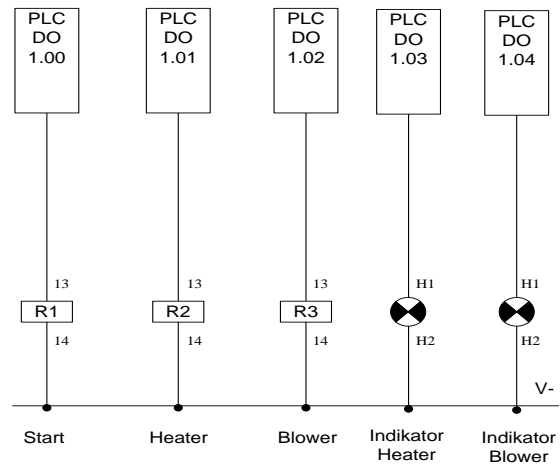 PLC
DO
1.00
PLC
DO
1.01
PLC
DO
1.02
PLC
DO
1.03
PLC
DO
1.04
13 13 13 H1 H1
R1 R2 R3
14 14 14 H2 H2
V-
Start
Heater
Blower
Indikator
Heater
Indikator
Blower